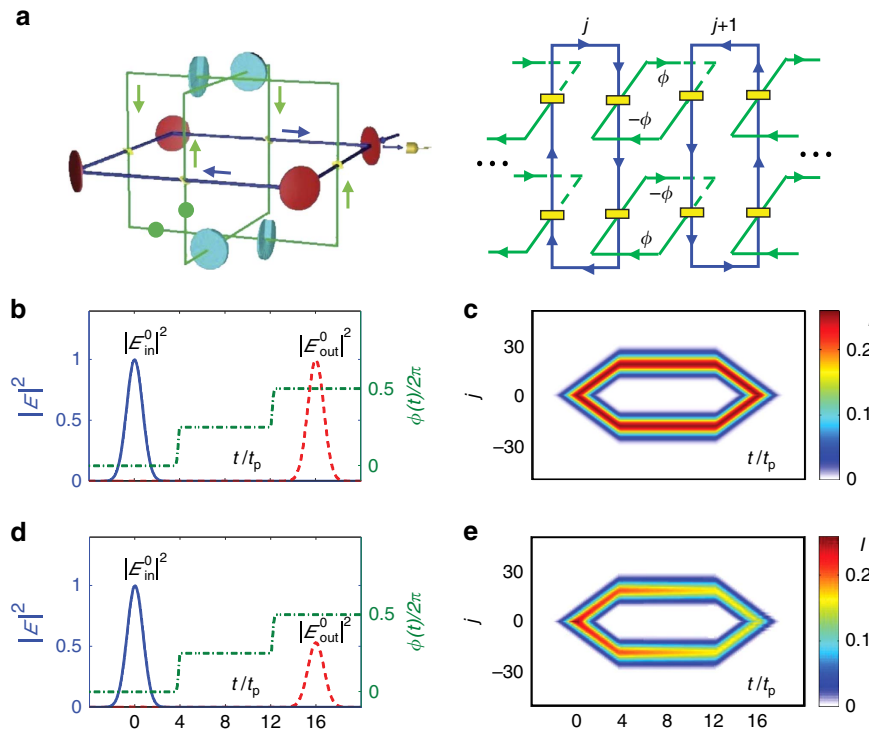 a
j
j+1
ϕ
−ϕ
−ϕ
ϕ
• • •
• • •
b
|E|²
1
0.5
0
|E⁰in|²
|E⁰out|²
t/tp
0
4
8
12
16
0.5
0
ϕ(t)/2π
c
j
30
0
−30
t/tp
0.2
0.1
0
d
|E|²
1
0.5
0
|E⁰in|²
|E⁰out|²
t/tp
0
4
8
12
16
0.5
0
ϕ(t)/2π
e
j
30
0
−30
t/tp
0
4
8
12
16
I
0.2
0.1
0